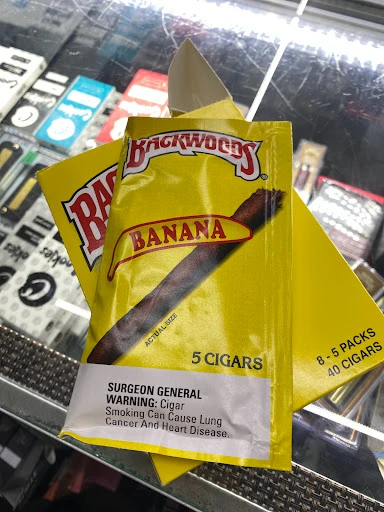 BACKWOODS®
BANANA
ACTUAL SIZE
5 CIGARS
SURGEON GENERAL
WARNING: Cigar
Smoking Can Cause Lung
Cancer And Heart Disease.
BA
8 - 5 PACKS
40 CIGARS